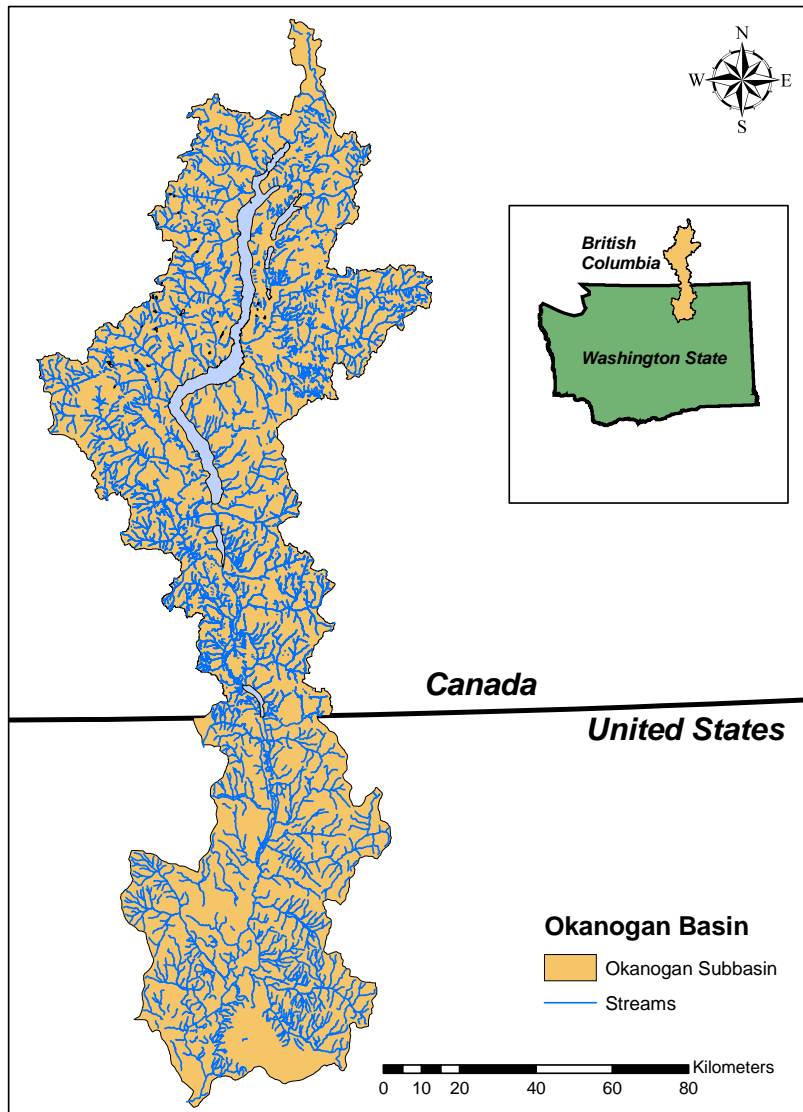 N
W E
S
British
Columbia
Washington State
Canada
United States
Okanogan Basin
Okanogan Subbasin
Streams
Kilometers
0 10 20 40 60 80